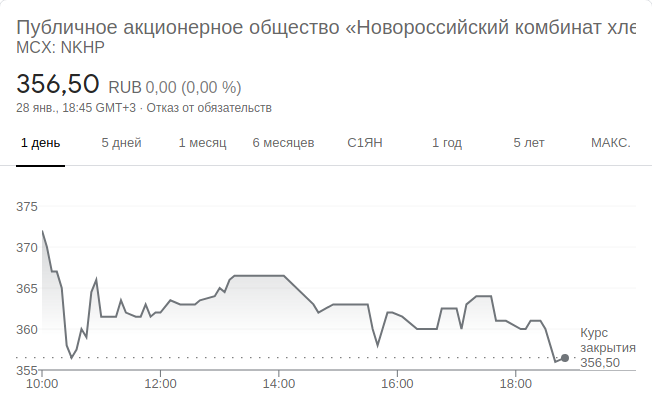 Публичное акционерное общество «Новороссийский комбинат хле
MCX: NKHP
356,50 RUB 0,00 (0,00 %)
28 янв., 18:45 GMT+3 · Отказ от обязательств
1 день 5 дней 1 месяц 6 месяцев С1ЯН 1 год 5 лет МАКС.
375
370
365
360
Курс
закрытия
356,50
355
10:00 12:00 14:00 16:00 18:00